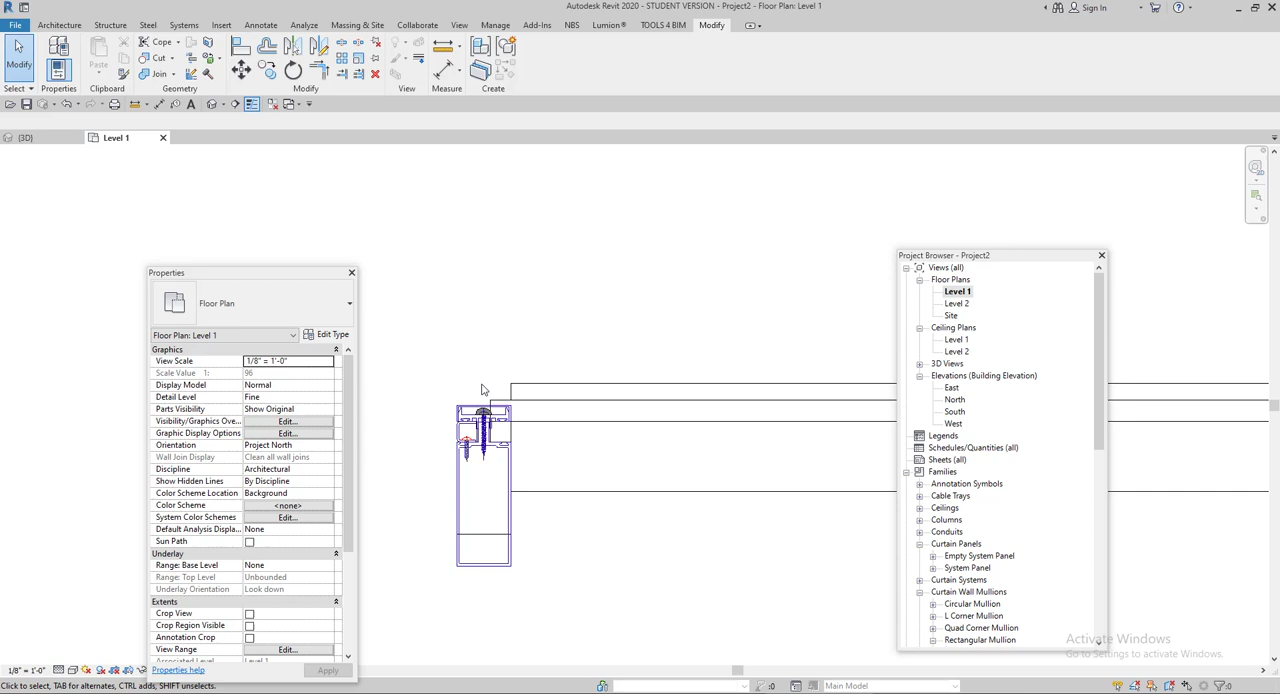 Autodesk Revit 2020 - STUDENT VERSION - Project2 - Floor Plan: Level 1
Sign In
File Architecture Structure Steel Systems Insert Annotate Analyze Massing & Site Collaborate View Manage Add-Ins NBS Lumion® TOOLS 4 BIM Modify
Modify
Properties
Paste
Cope
Cut
Join
Select Properties Clipboard Geometry Modify View Measure Create
{3D} Level 1
Properties
Floor Plan
Floor Plan: Level 1 Edit Type
Graphics
View Scale 1/8" = 1'-0"
Scale Value 1: 96
Display Model Normal
Detail Level Fine
Parts Visibility Show Original
Visibility/Graphics Ove... Edit...
Graphic Display Options Edit...
Orientation Project North
Wall Join Display Clean all wall joins
Discipline Architectural
Show Hidden Lines By Discipline
Color Scheme Location Background
Color Scheme <none>
System Color Schemes Edit...
Default Analysis Displa... None
Sun Path
Underlay
Range: Base Level None
Range: Top Level Unbounded
Underlay Orientation Look down
Extents
Crop View
Crop Region Visible
Annotation Crop
View Range Edit...
Associated Level Level 1
Properties help Apply
Project Browser - Project2
Views (all)
Floor Plans
Level 1
Level 2
Site
Ceiling Plans
Level 1
Level 2
3D Views
Elevations (Building Elevation)
East
North
South
West
Legends
Schedules/Quantities (all)
Sheets (all)
Families
Annotation Symbols
Cable Trays
Ceilings
Columns
Conduits
Curtain Panels
Empty System Panel
System Panel
Curtain Systems
Curtain Wall Mullions
Circular Mullion
L Corner Mullion
Quad Corner Mullion
Rectangular Mullion
Activate Windows
Go to Settings to activate Windows.
1/8" = 1'-0"
Click to select, TAB for alternates, CTRL adds, SHIFT unselects. :0 Main Model :0